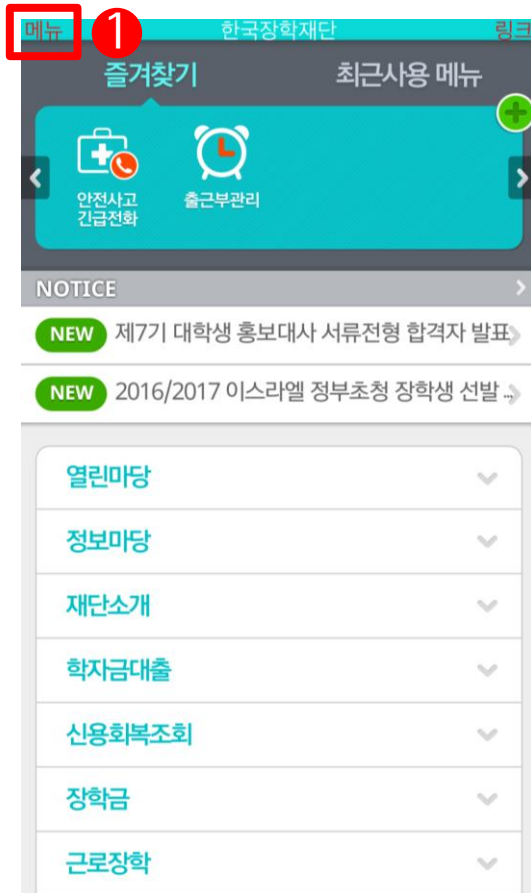 메뉴 1 한국장학재단 링크
즐겨찾기 최근사용 메뉴
안전사고 출근부관리
긴급전화
NOTICE
NEW 제7기 대학생 홍보대사 서류전형 합격자 발표
NEW 2016/2017 이스라엘 정부초청 장학생 선발 ..
열린마당
정보마당
재단소개
학자금대출
신용회복조회
장학금
근로장학